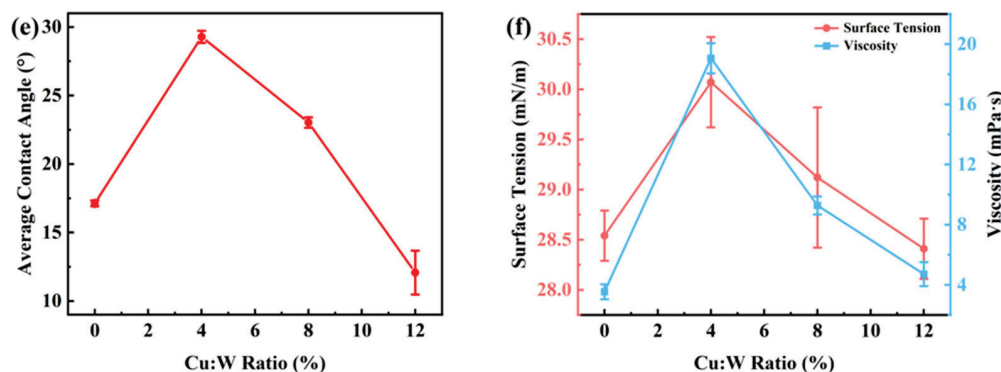 (e)
Average Contact Angle (°)
30
25
20
15
10
0 2 4 6 8 10 12
Cu:W Ratio (%)
(f)
Surface Tension (mN/m)
30.5
30.0
29.5
29.0
28.5
28.0
Surface Tension
Viscosity
20
16
12
8
4
Viscosity (mPa·s)
0 2 4 6 8 10 12
Cu:W Ratio (%)